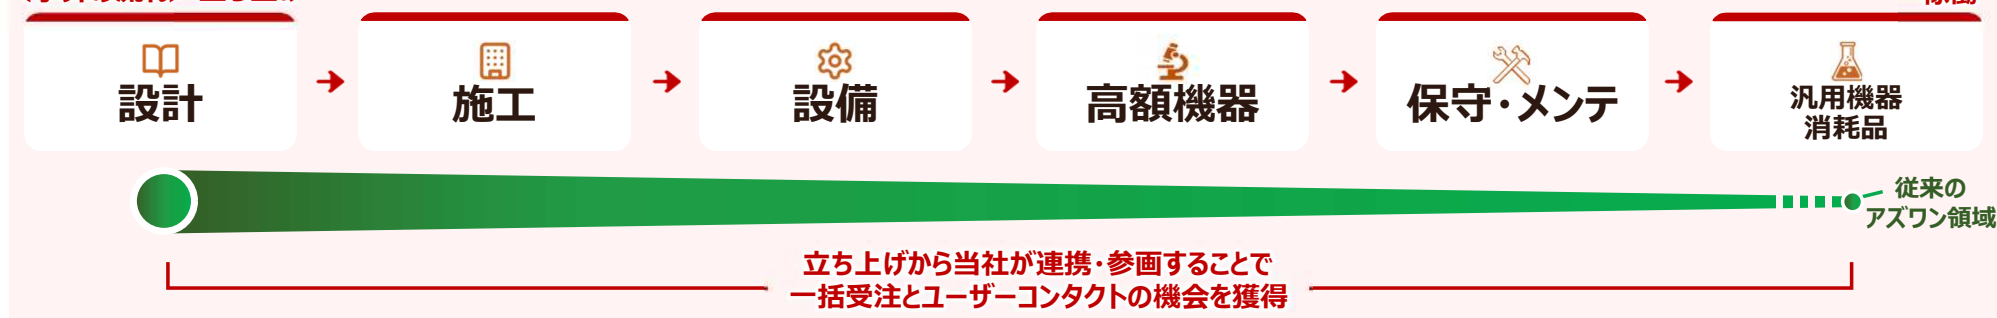 稼働
設計
施工
設備
高額機器
保守・メンテ
汎用機器
消耗品
従来の
アズワン領域
立ち上げから当社が連携・参画することで
一括受注とユーザーコンタクトの機会を獲得